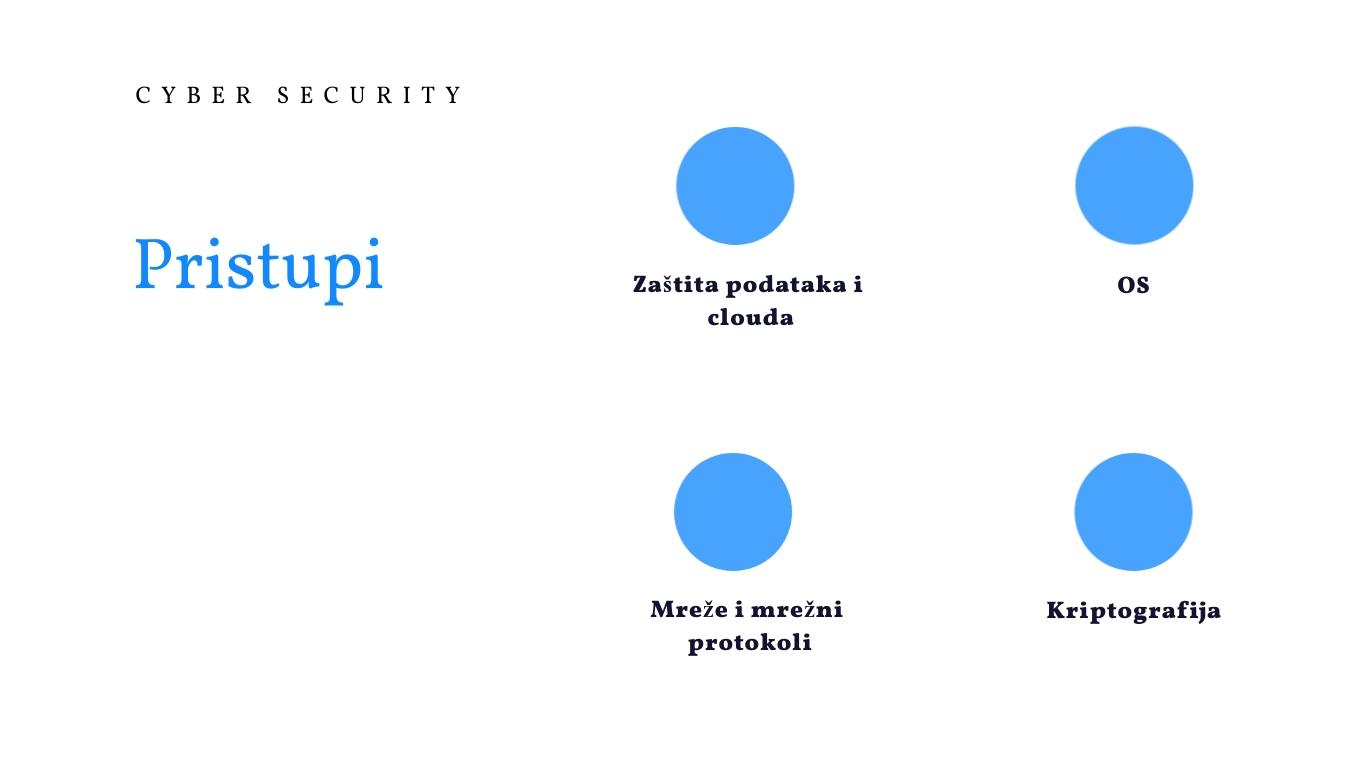 CYBER SECURITY
Pristupi
Zaštita podataka i
clouda
OS
Mreže i mrežni
protokoli
Kriptografija